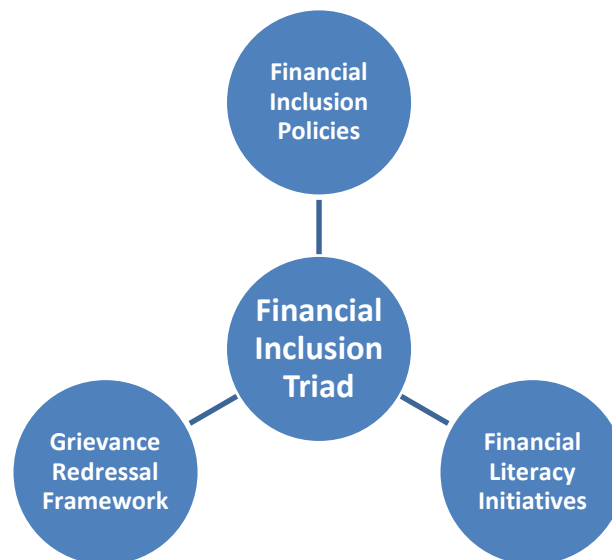 Financial
Inclusion
Policies
Financial
Inclusion
Triad
Grievance
Redressal
Framework
Financial
Literacy
Initiatives